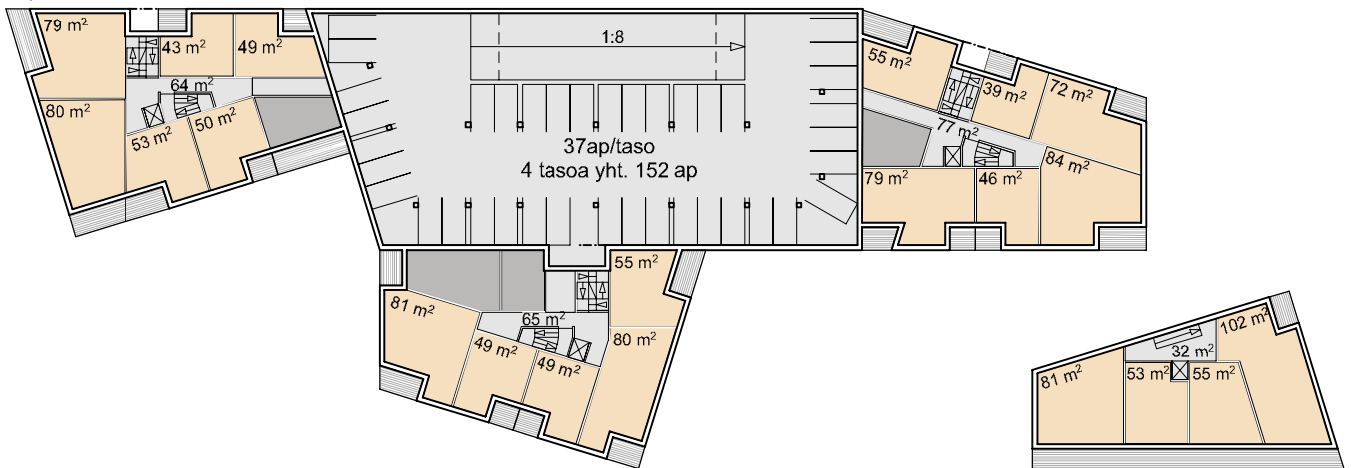 79 m²
43 m²
49 m²
64 m²
80 m²
53 m²
50 m²
1:8
37ap/taso
4 tasoa yht. 152 ap
55 m²
39 m²
72 m²
77 m²
84 m²
79 m²
46 m²
55 m²
81 m²
65 m²
80 m²
49 m²
49 m²
102 m²
32 m²
81 m²
53 m²
55 m²